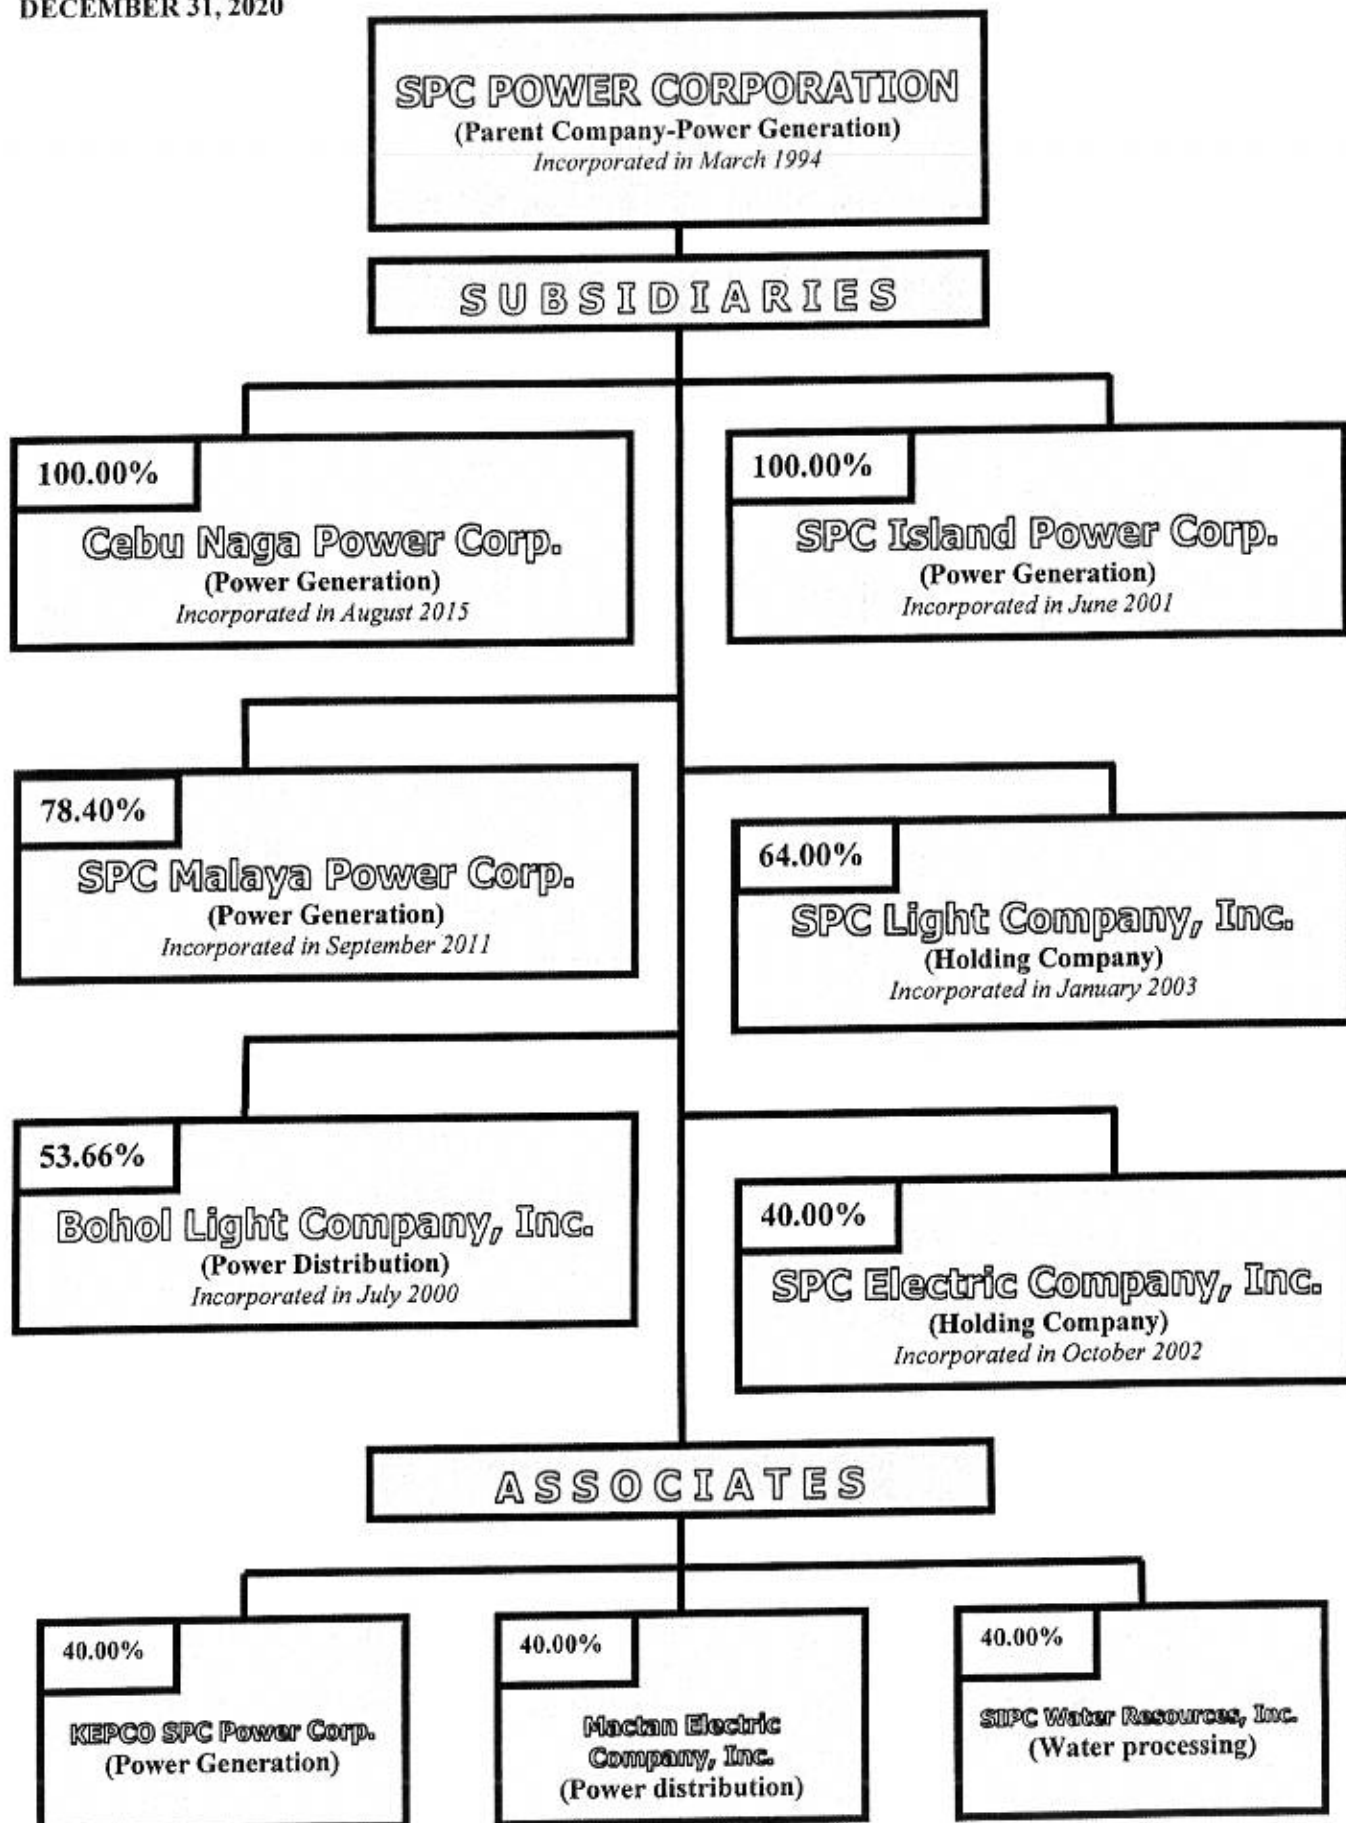 DECEMBER 31, 2020
SPC POWER CORPORATION
(Parent Company-Power Generation)
Incorporated in March 1994
SUBSIDIARIES
100.00%
Cebu Naga Power Corp.
(Power Generation)
Incorporated in August 2015
100.00%
SPC Island Power Corp.
(Power Generation)
Incorporated in June 2001
78.40%
SPC Malaya Power Corp.
(Power Generation)
Incorporated in September 2011
64.00%
SPC Light Company, Inc.
(Holding Company)
Incorporated in January 2003
53.66%
Bohol Light Company, Inc.
(Power Distribution)
Incorporated in July 2000
40.00%
SPC Electric Company, Inc.
(Holding Company)
Incorporated in October 2002
ASSOCIATES
40.00%
KEPCO SPC Power Corp.
(Power Generation)
40.00%
Mactan Electric
Company, Inc.
(Power distribution)
40.00%
SIPC Water Resources, Inc.
(Water processing)